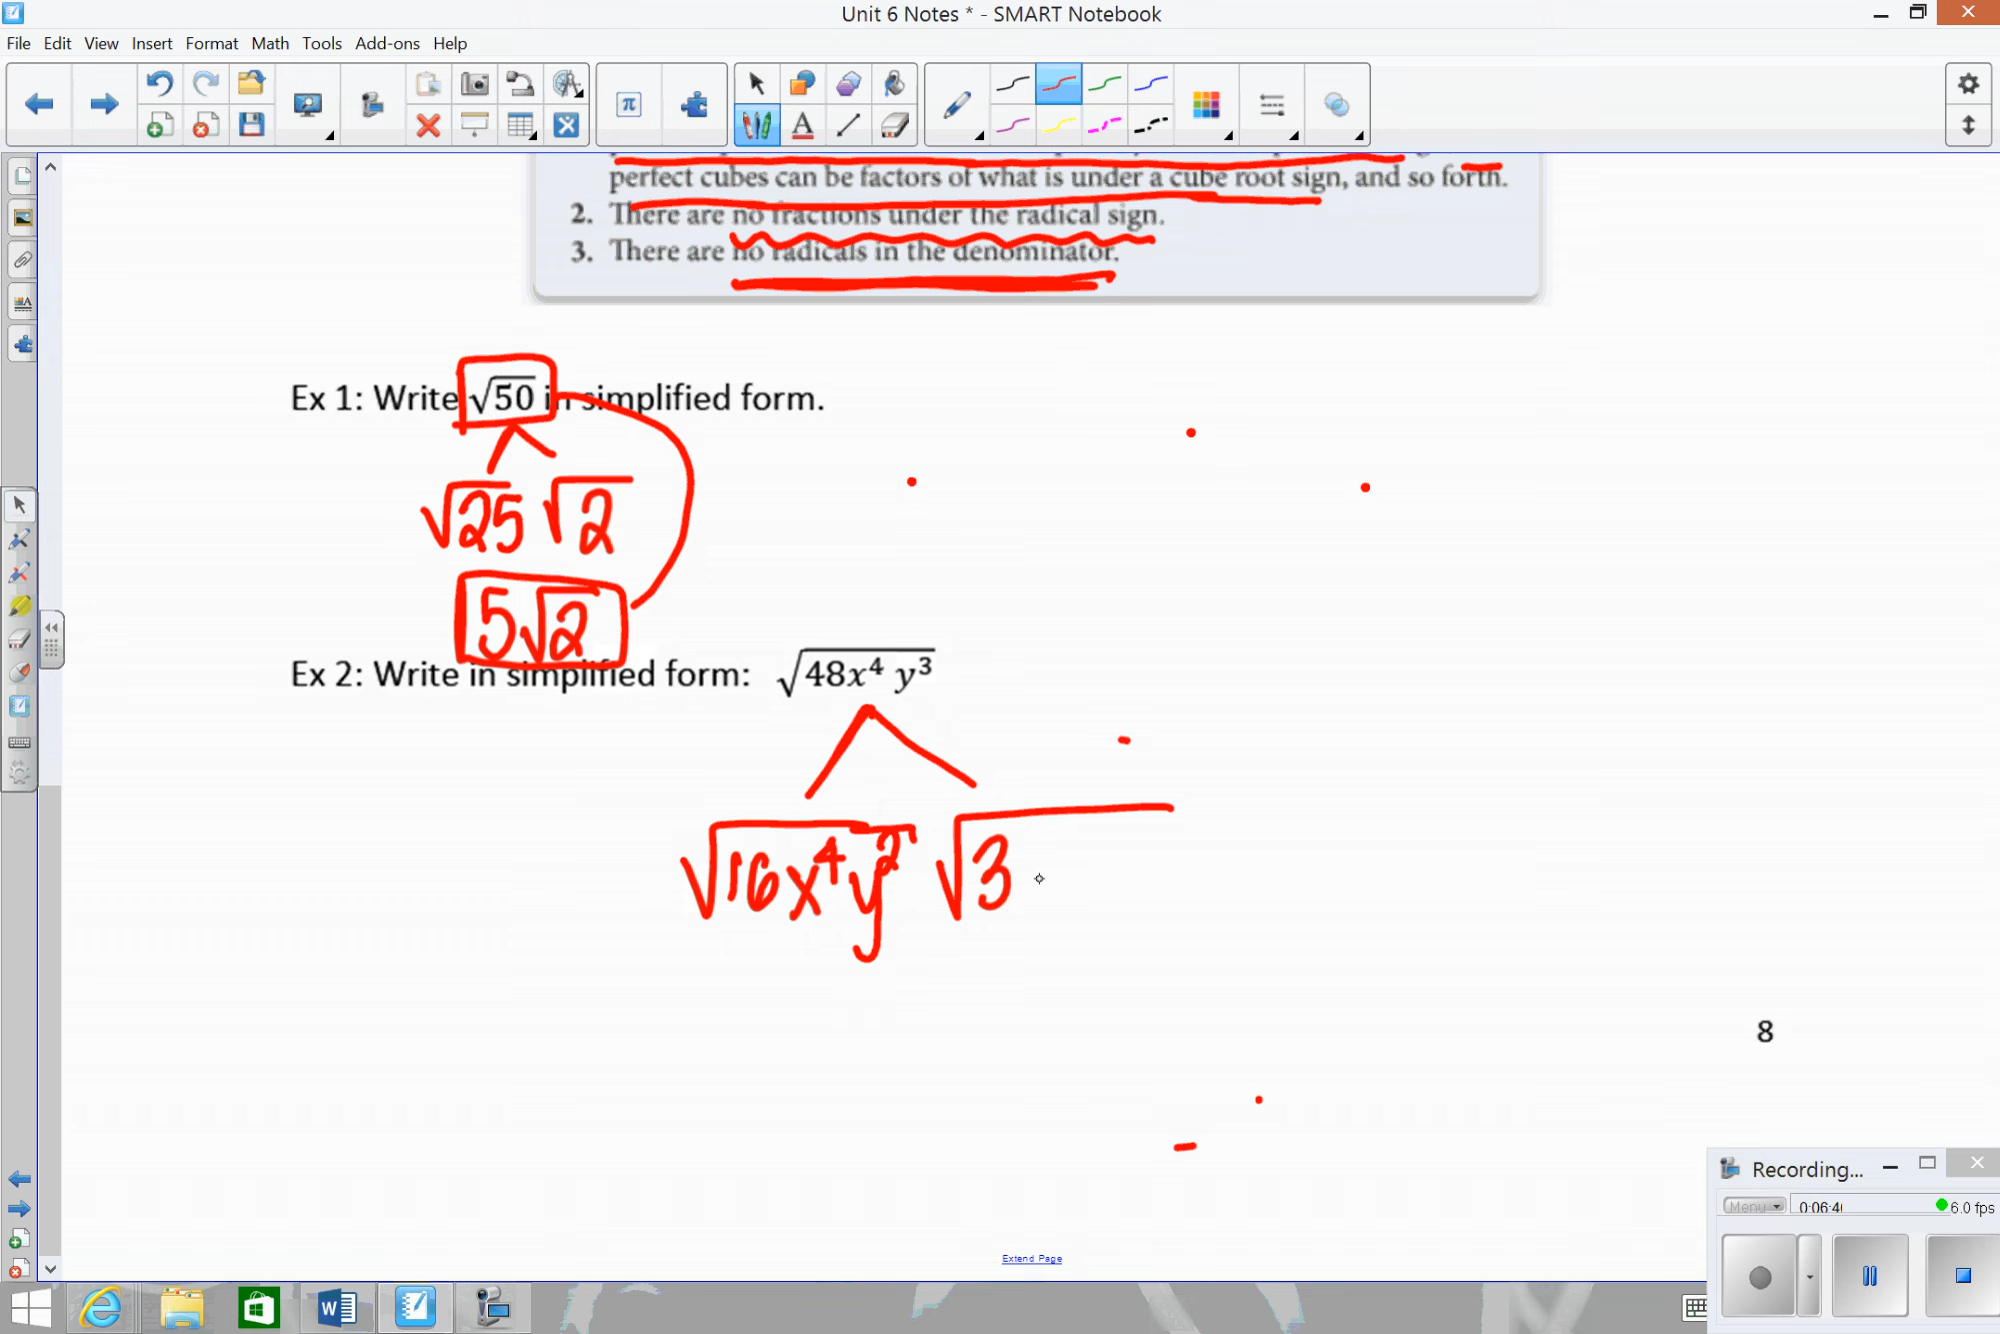 Unit 6 Notes * - SMART Notebook
File Edit View Insert Format Math Tools Add-ons Help
perfect cubes can be factors of what is under a cube root sign, and so forth.
2. There are no fractions under the radical sign.
3. There are no radicals in the denominator.
Ex 1: Write √50 in simplified form.
√25 √2
5√2
Ex 2: Write in simplified form: √48x⁴ y³
√16x⁴y² √3
8
Recording...
Menu 0:06:4 6.0 fps
Extend Page